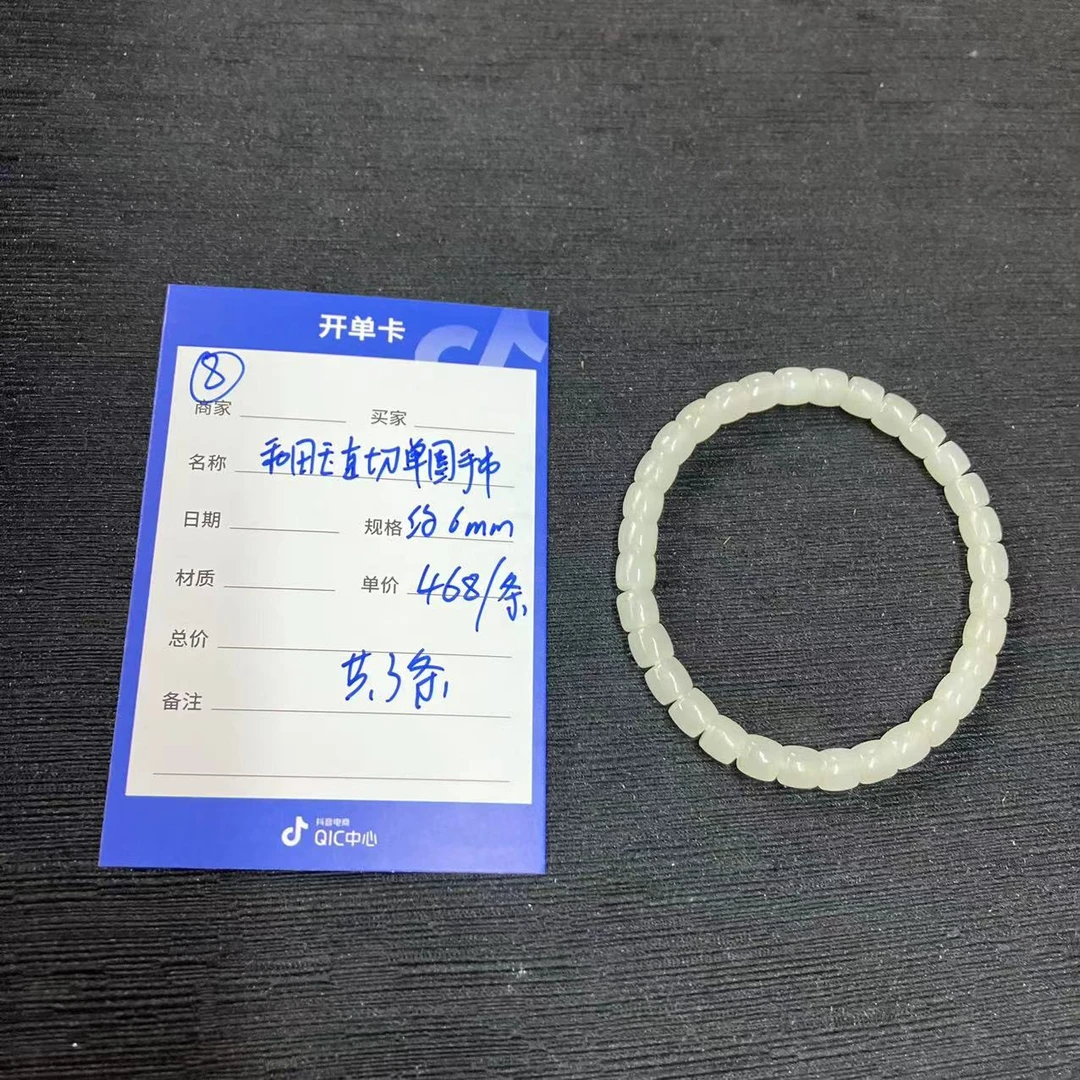 开单卡
⑧
商家 买家
名称 和田玉直切单圈手串
日期 规格 约6mm
材质 单价 468/条
总价
共3条
备注
抖音电商
QIC中心